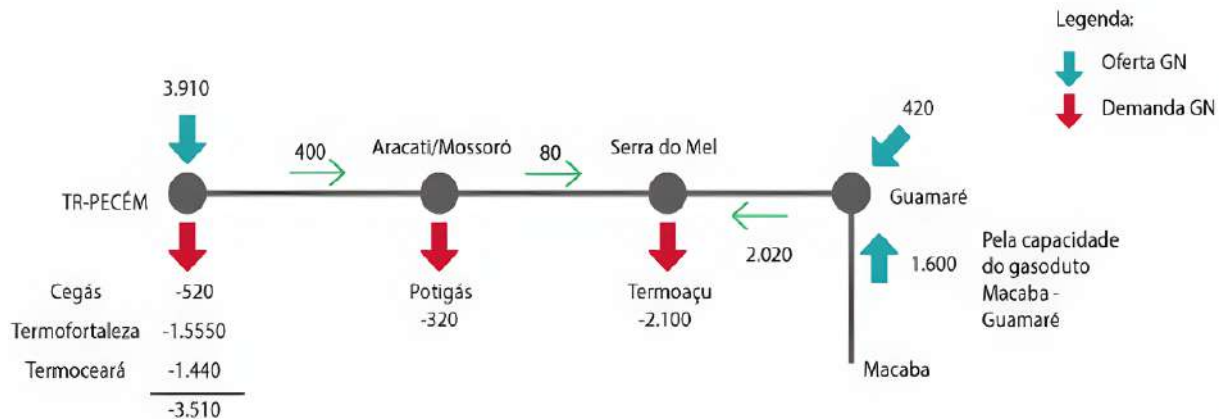 Legenda:
Oferta GN
Demanda GN
3.910
420
400
Aracati/Mossoró
80
Serra do Mel
TR-PECÉM
Guamaré
2.020
1.600
Pela capacidade
do gasoduto
Macaba -
Guamaré
Cegás -520
Termofortaleza -1.5550
Termoceará -1.440
-3.510
Potigás
-320
Termoaçu
-2.100
Macaba